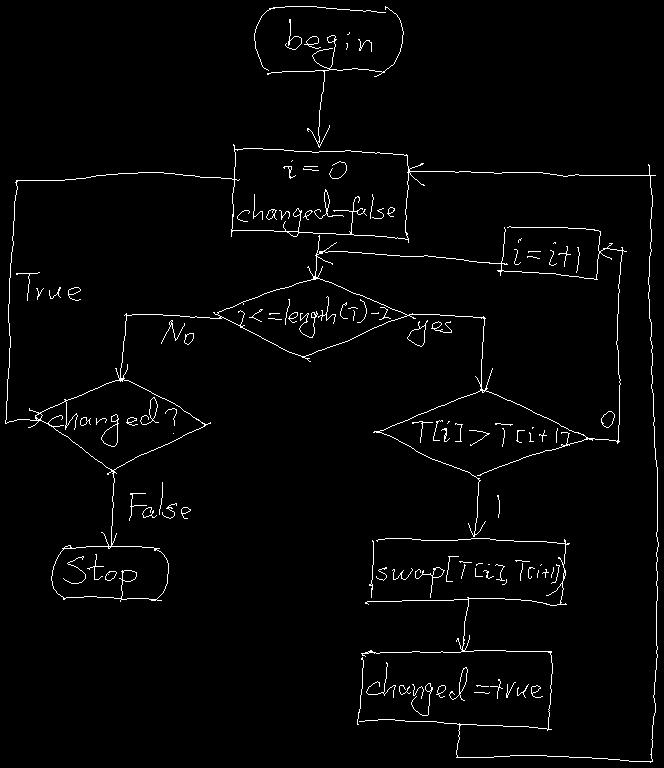 begin
i = 0
changed=false
i = i+1
True
i<=length(T)-2
No
yes
changed?
T[i] > T[i+1]
0
False
1
Stop
swap[T[i], T[i+1])
changed=true